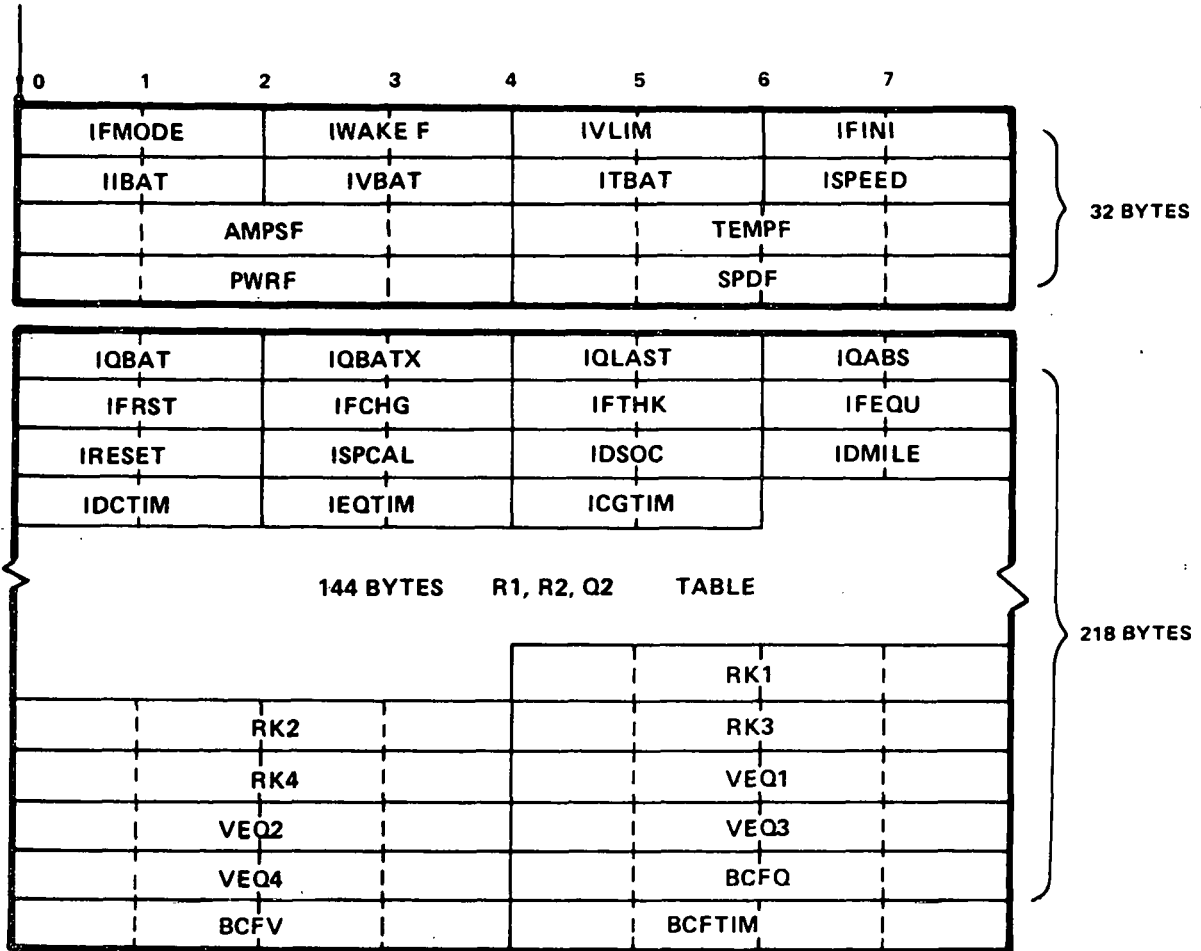 0 1 2 3 4 5 6 7
IFMODE IWAKE F IVLIM IFINI
IIBAT IVBAT ITBAT ISPEED
32 BYTES
AMPSF TEMPF
PWRF SPDF
IQBAT IQBATX IQLAST IQABS
IFRST IFCHG IFTHK IFEQU
IRESET ISPCAL IDSOC IDMILE
IDCTIM IEQTIM ICGTIM
144 BYTES R1, R2, Q2 TABLE
218 BYTES
RK1
RK2 RK3
RK4 VEQ1
VEQ2 VEQ3
VEQ4 BCFQ
BCFV BCFTIM